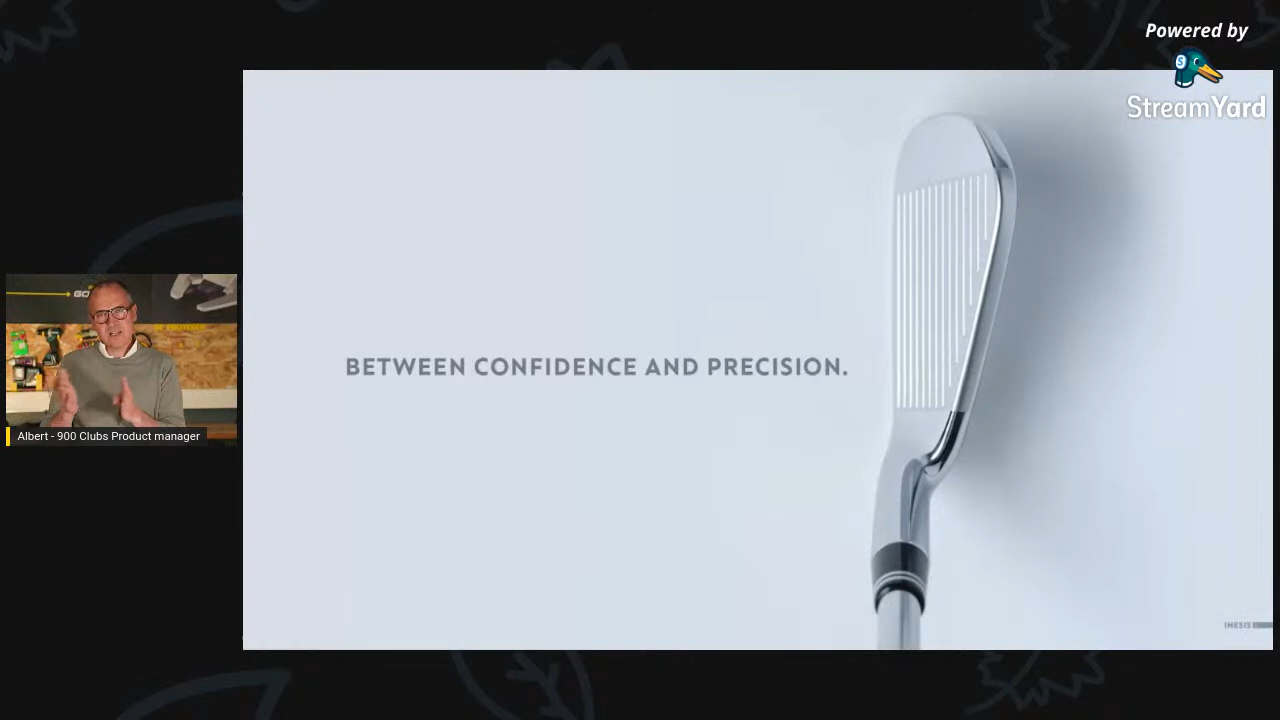 Powered by
StreamYard
BETWEEN CONFIDENCE AND PRECISION.
Albert - 900 Clubs Product manager
INESIS